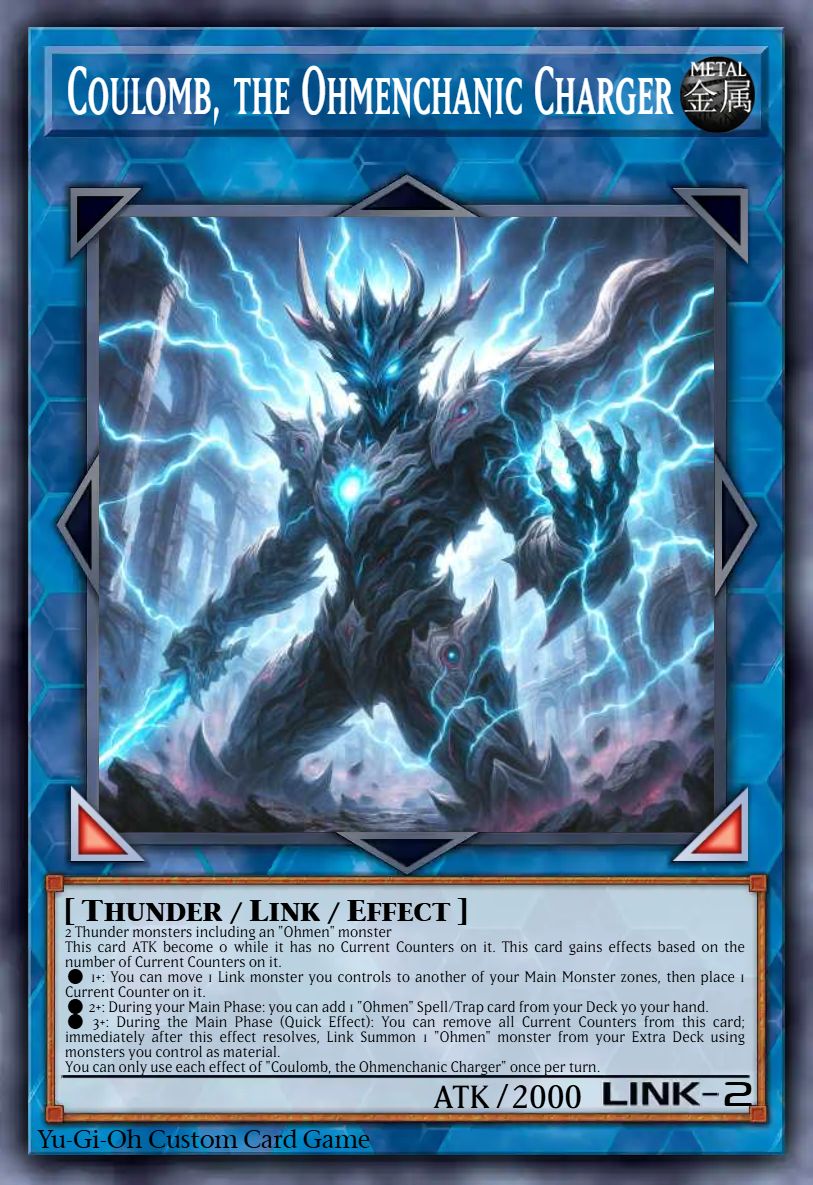 Coulomb, the Ohmenchanic Charger
METAL
金属
[ Thunder / Link / Effect ]
2 Thunder monsters including an "Ohmen" monster
This card ATK become 0 while it has no Current Counters on it. This card gains effects based on the
number of Current Counters on it.
● 1+: You can move 1 Link monster you controls to another of your Main Monster zones, then place 1
Current Counter on it.
● 2+: During your Main Phase: you can add 1 "Ohmen" Spell/Trap card from your Deck yo your hand.
● 3+: During the Main Phase (Quick Effect): You can remove all Current Counters from this card;
immediately after this effect resolves, Link Summon 1 "Ohmen" monster from your Extra Deck using
monsters you control as material.
You can only use each effect of "Coulomb, the Ohmenchanic Charger" once per turn.
ATK/2000 LINK-2
Yu-Gi-Oh Custom Card Game